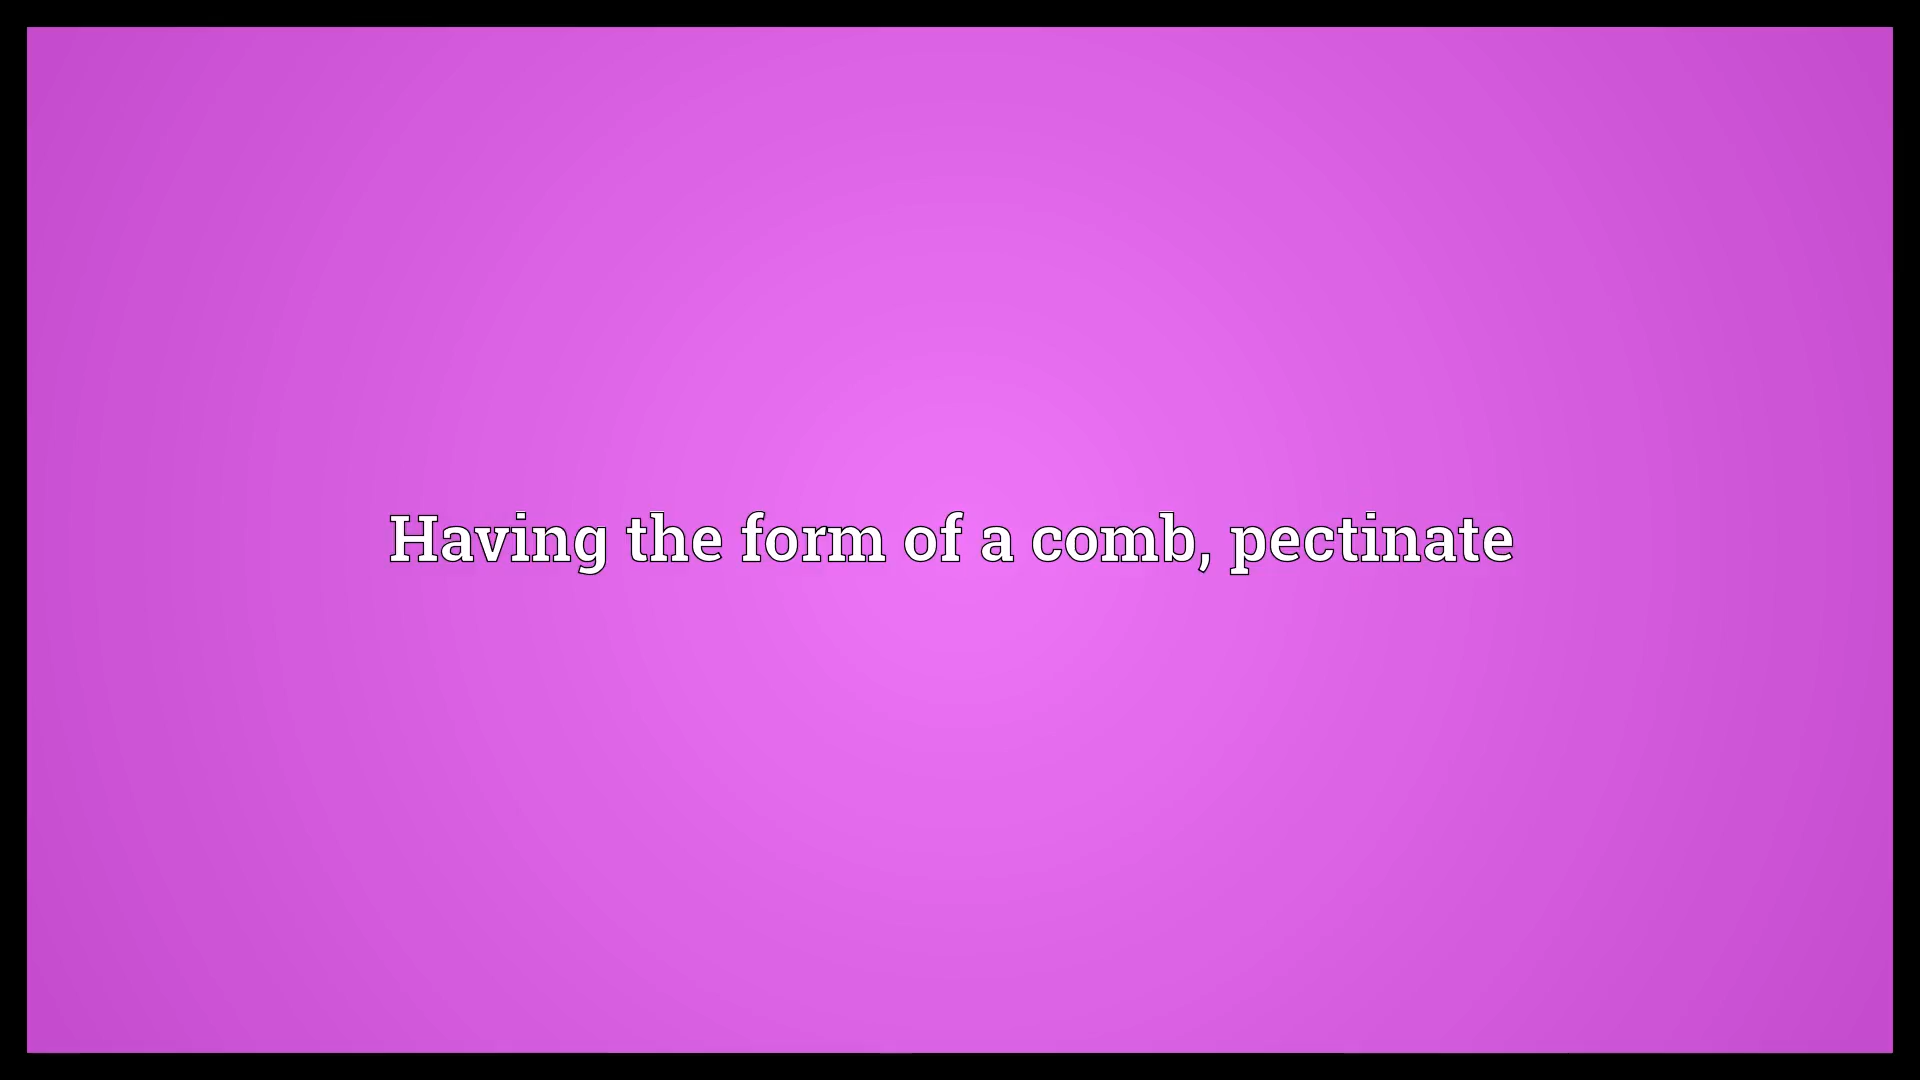 Having the form of a comb, pectinate